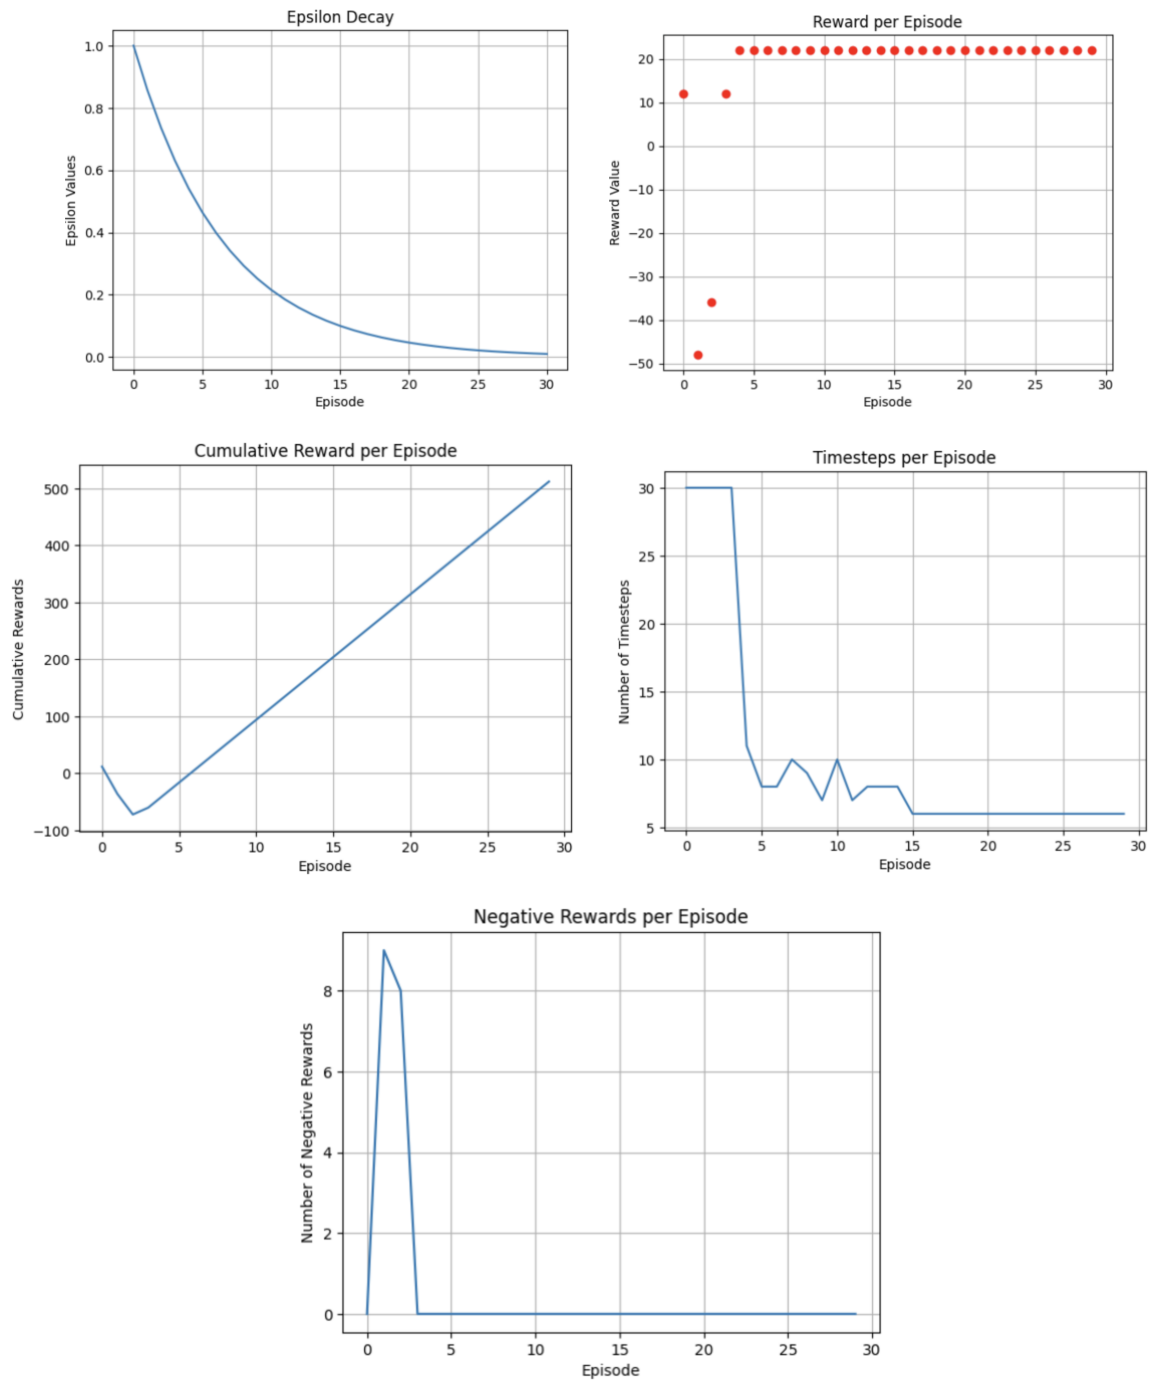 Epsilon Decay
Epsilon Values
1.0
0.8
0.6
0.4
0.2
0.0
0 5 10 15 20 25 30
Episode
Reward per Episode
Reward Value
20
10
0
−10
−20
−30
−40
−50
0 5 10 15 20 25 30
Episode
Cumulative Reward per Episode
Cumulative Rewards
500
400
300
200
100
0
−100
0 5 10 15 20 25 30
Episode
Timesteps per Episode
Number of Timesteps
30
25
20
15
10
5
0 5 10 15 20 25 30
Episode
Negative Rewards per Episode
Number of Negative Rewards
8
6
4
2
0
0 5 10 15 20 25 30
Episode